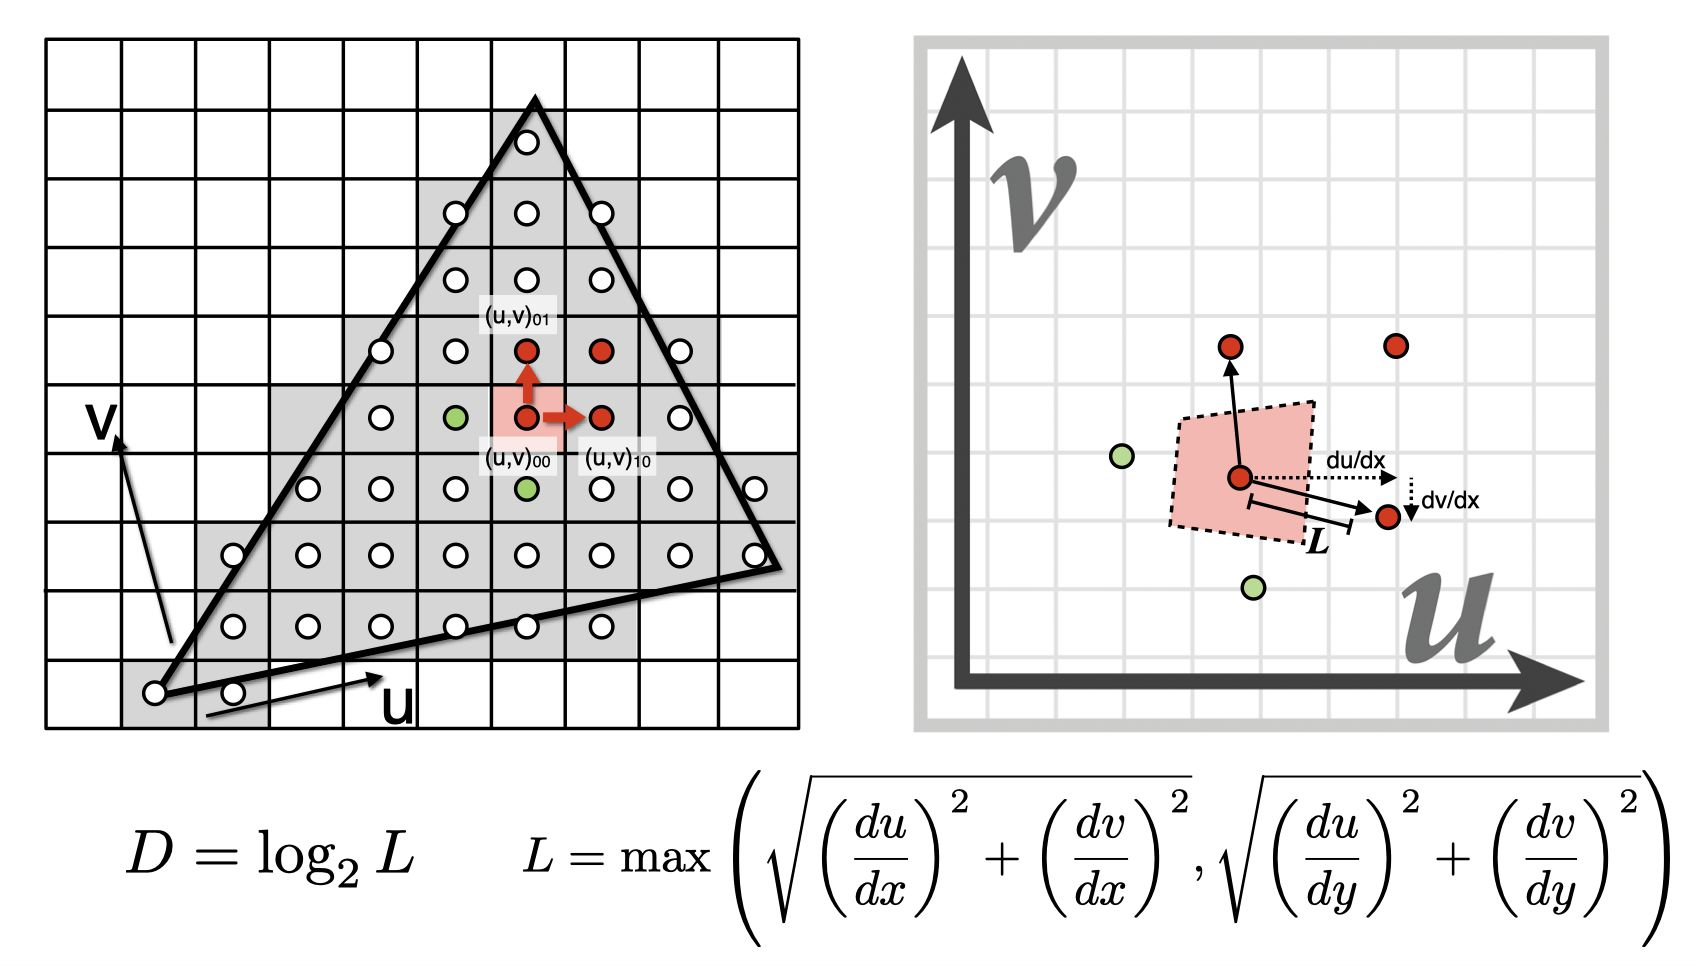 (u,v)₀₁
v
(u,v)₀₀ (u,v)₁₀
u
v
du/dx
dv/dx
L
u
D = log₂ L
L = max ( √( (du/dx)² + (dv/dx)² ), √( (du/dy)² + (dv/dy)² ) )